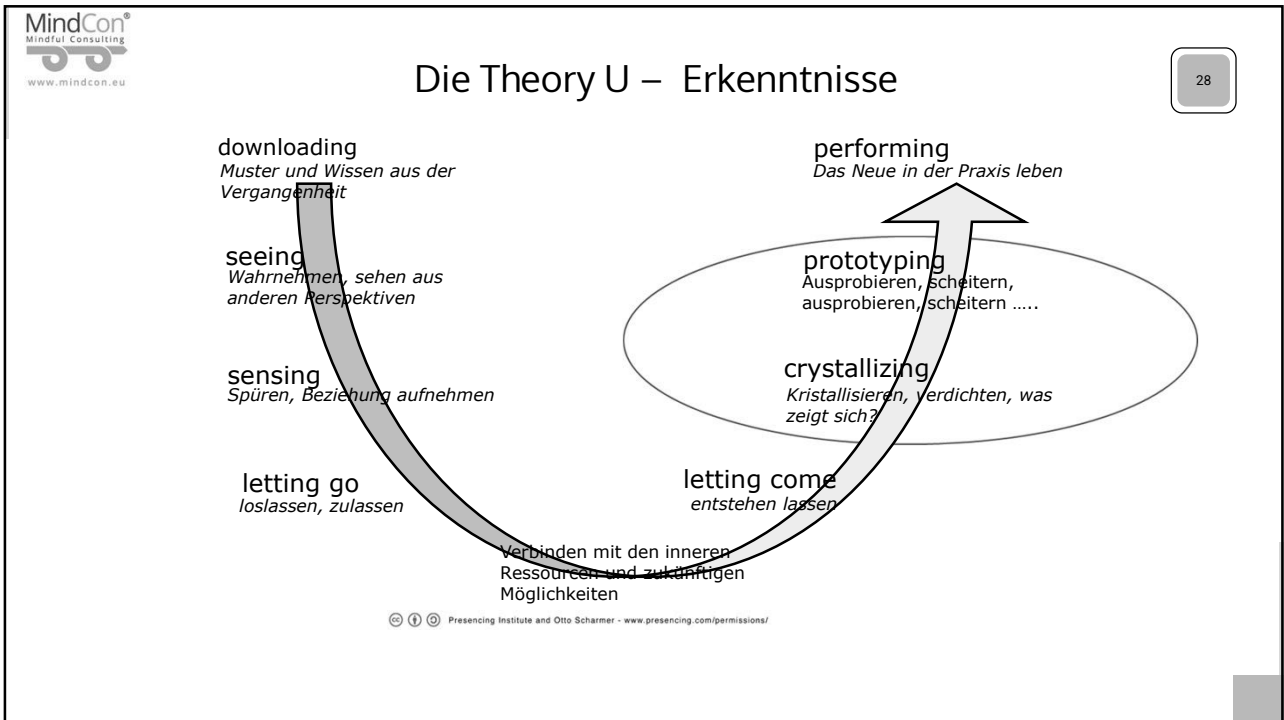 MindCon®
Mindful Consulting
www.mindcon.eu
Die Theory U – Erkenntnisse
28
downloading
Muster und Wissen aus der
Vergangenheit
seeing
Wahrnehmen, sehen aus
anderen Perspektiven
sensing
Spüren, Beziehung aufnehmen
letting go
loslassen, zulassen
Verbinden mit den inneren
Ressourcen und zukünftigen
Möglichkeiten
letting come
entstehen lassen
crystallizing
Kristallisieren, verdichten, was
zeigt sich?
prototyping
Ausprobieren, scheitern,
ausprobieren, scheitern …..
performing
Das Neue in der Praxis leben
cc Presencing Institute and Otto Scharmer - www.presencing.com/permissions/